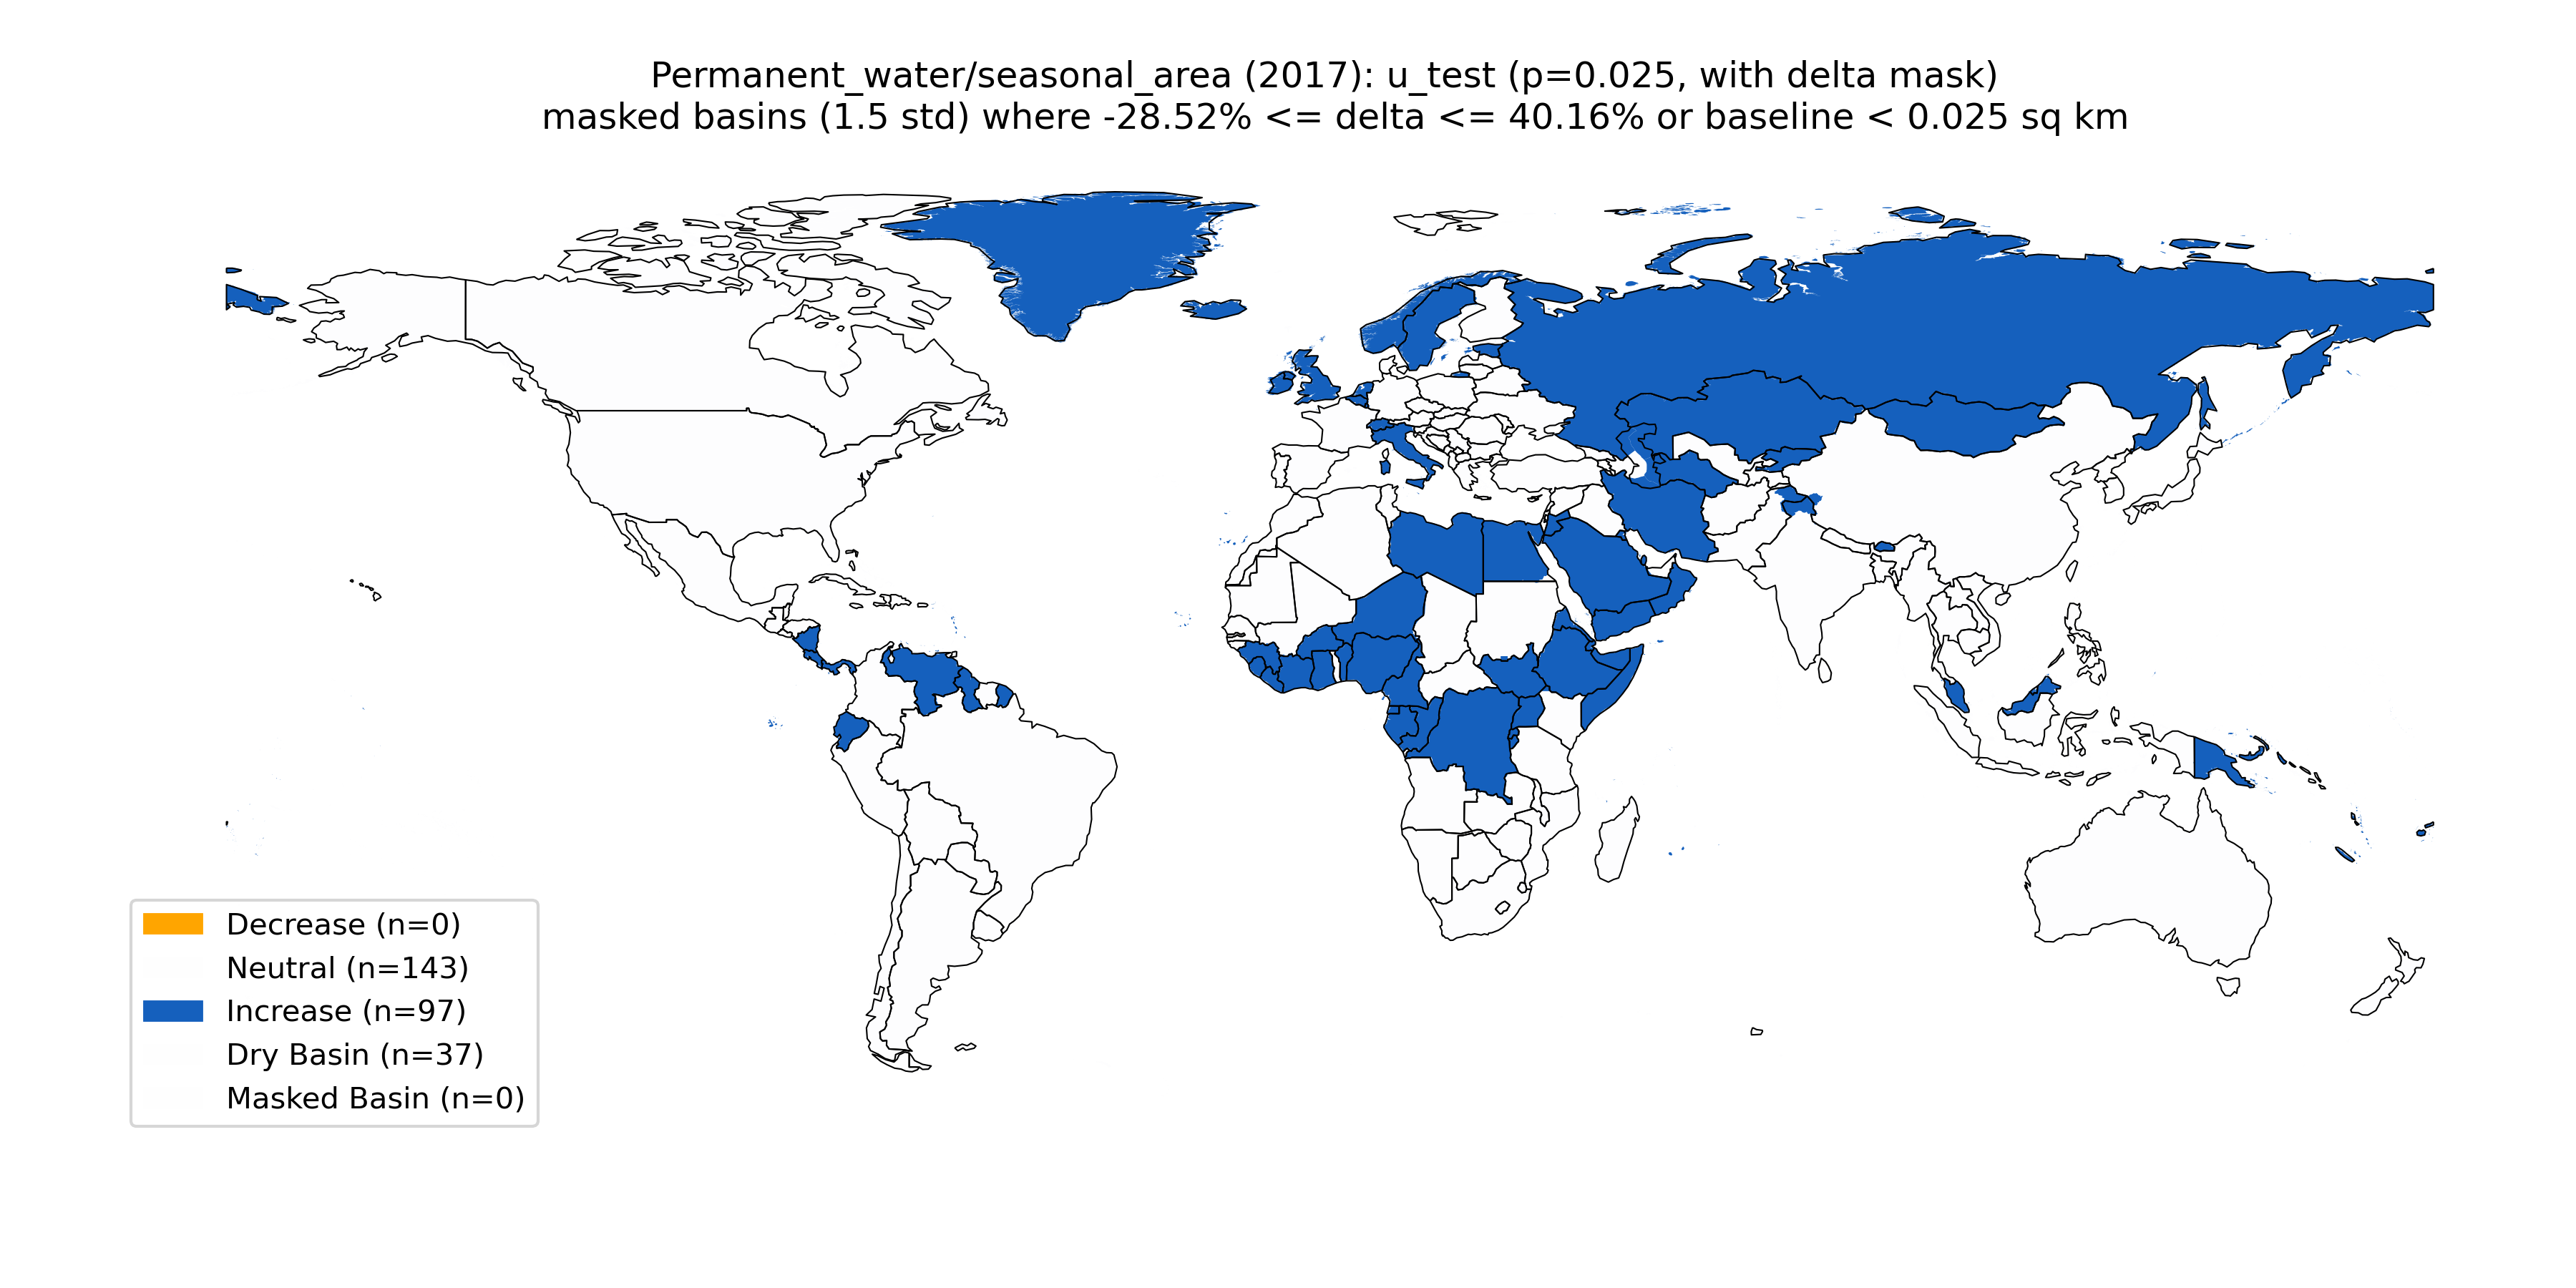 Permanent_water/seasonal_area (2017): u_test (p=0.025, with delta mask)
masked basins (1.5 std) where -28.52% <= delta <= 40.16% or baseline < 0.025 sq km
Decrease (n=0)
Neutral (n=143)
Increase (n=97)
Dry Basin (n=37)
Masked Basin (n=0)